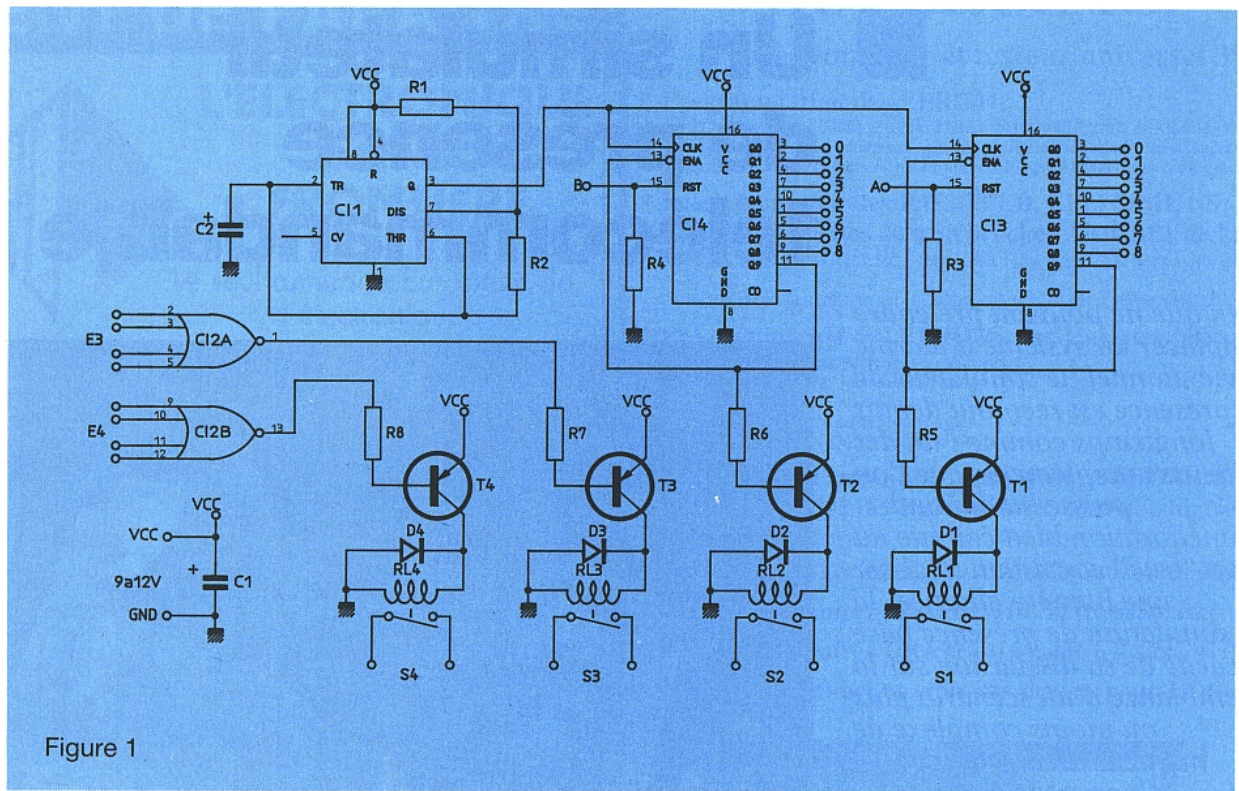 VCC
R1
VCC
VCC
4
8
R
2
TR
Q
3
CI1
DIS
7
5
CV
THR
6
1
C2
+
R2
14
CLK
13
ENA
B
15
RST
CI4
16
V
C
C
G
N
D
8
Q0
3
0
Q1
2
1
Q2
4
2
Q3
7
3
Q4
10
4
Q5
1
5
Q6
5
6
Q7
6
7
Q8
9
8
Q9
11
CO
R4
14
CLK
13
ENA
A
15
RST
CI3
16
V
C
C
G
N
D
8
Q0
3
0
Q1
2
1
Q2
4
2
Q3
7
3
Q4
10
4
Q5
1
5
Q6
5
6
Q7
6
7
Q8
9
8
Q9
11
CO
R3
E3
2
3
4
5
CI2A
1
E4
9
10
11
12
CI2B
13
R8
VCC
T4
R7
VCC
T3
R6
VCC
T2
R5
VCC
T1
VCC
VCC
9a12V
+
C1
GND
D4
RL4
S4
D3
RL3
S3
D2
RL2
S2
D1
RL1
S1
Figure 1